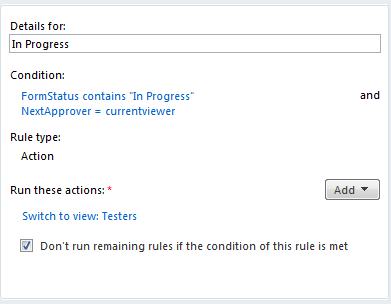 Details for:
In Progress
Condition:
FormStatus contains "In Progress" and
NextApprover = currentviewer
Rule type:
Action
Run these actions: * Add
Switch to view: Testers
Don't run remaining rules if the condition of this rule is met